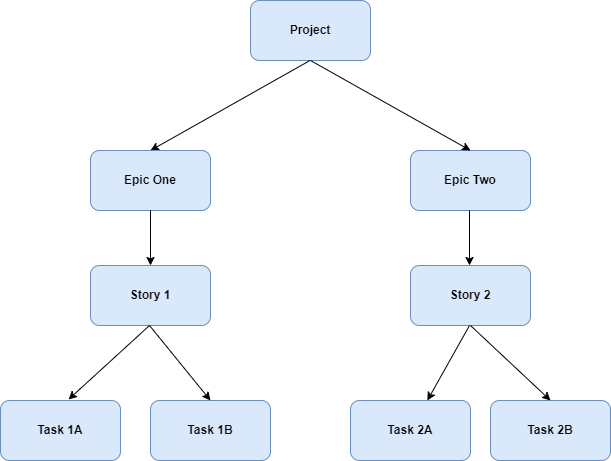 Project
Epic One
Epic Two
Story 1
Story 2
Task 1A
Task 1B
Task 2A
Task 2B